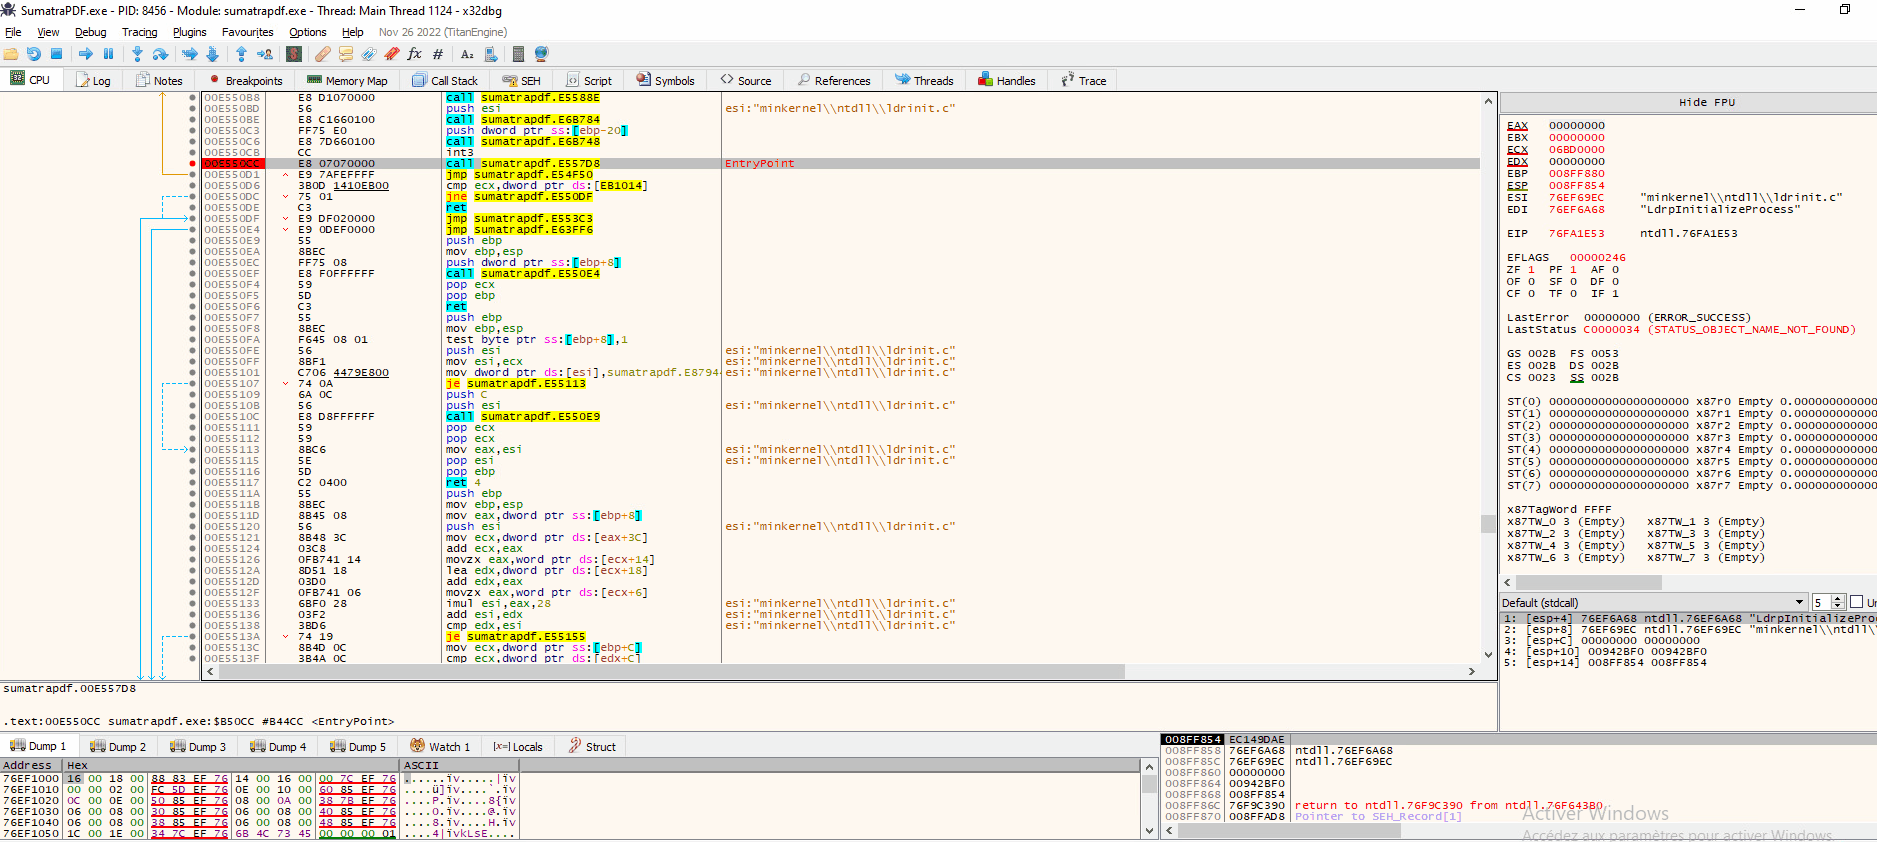 SumatraPDF.exe - PID: 8456 - Module: sumatrapdf.exe - Thread: Main Thread 1124 - x32dbg
File View Debug Tracing Plugins Favourites Options Help Nov 26 2022 (TitanEngine)
CPU Log Notes Breakpoints Memory Map Call Stack SEH Script Symbols Source References Threads Handles Trace
00E550B8 E8 D1070000 call sumatrapdf.E5588E
00E550BD 56 push esi esi:"minkernel\\ntdll\\ldrinit.c"
00E550BE E8 C1660100 call sumatrapdf.E6B784
00E550C3 FF75 E0 push dword ptr ss:[ebp-20]
00E550C6 E8 7D660100 call sumatrapdf.E6B748
00E550CB CC int3
00E550CC E8 07070000 call sumatrapdf.E557D8 EntryPoint
00E550D1 E9 7AFEFFFF jmp sumatrapdf.E54F50
00E550D6 3B0D 1410EB00 cmp ecx,dword ptr ds:[EB1014]
00E550DC 75 01 jne sumatrapdf.E550DF
00E550DE C3 ret
00E550DF E9 DF020000 jmp sumatrapdf.E553C3
00E550E4 E9 0DEF0000 jmp sumatrapdf.E63FF6
00E550E9 55 push ebp
00E550EA 8BEC mov ebp,esp
00E550EC FF75 08 push dword ptr ss:[ebp+8]
00E550EF E8 F0FFFFFF call sumatrapdf.E550E4
00E550F4 59 pop ecx
00E550F5 5D pop ebp
00E550F6 C3 ret
00E550F7 55 push ebp
00E550F8 8BEC mov ebp,esp
00E550FA F645 08 01 test byte ptr ss:[ebp+8],1
00E550FE 56 push esi esi:"minkernel\\ntdll\\ldrinit.c"
00E550FF 8BF1 mov esi,ecx esi:"minkernel\\ntdll\\ldrinit.c"
00E55101 C706 4479E800 mov dword ptr ds:[esi],sumatrapdf.E8794 esi:"minkernel\\ntdll\\ldrinit.c"
00E55107 74 0A je sumatrapdf.E55113
00E55109 6A 0C push C
00E5510B 56 push esi esi:"minkernel\\ntdll\\ldrinit.c"
00E5510C E8 D8FFFFFF call sumatrapdf.E550E9
00E55111 59 pop ecx
00E55112 59 pop ecx
00E55113 8BC6 mov eax,esi esi:"minkernel\\ntdll\\ldrinit.c"
00E55115 5E pop esi esi:"minkernel\\ntdll\\ldrinit.c"
00E55116 5D pop ebp
00E55117 C2 0400 ret 4
00E5511A 55 push ebp
00E5511B 8BEC mov ebp,esp
00E5511D 8B45 08 mov eax,dword ptr ss:[ebp+8]
00E55120 56 push esi esi:"minkernel\\ntdll\\ldrinit.c"
00E55121 8B48 3C mov ecx,dword ptr ds:[eax+3C]
00E55124 03C8 add ecx,eax
00E55126 0FB741 14 movzx eax,word ptr ds:[ecx+14]
00E5512A 8D51 18 lea edx,dword ptr ds:[ecx+18]
00E5512D 03D0 add edx,eax
00E5512F 0FB741 06 movzx eax,word ptr ds:[ecx+6]
00E55133 6BF0 28 imul esi,eax,28 esi:"minkernel\\ntdll\\ldrinit.c"
00E55136 03F2 add esi,edx esi:"minkernel\\ntdll\\ldrinit.c"
00E55138 3BD6 cmp edx,esi esi:"minkernel\\ntdll\\ldrinit.c"
00E5513A 74 19 je sumatrapdf.E55155
00E5513C 8B4D 0C mov ecx,dword ptr ss:[ebp+C]
00E5513F 3B4A 0C cmp ecx,dword ptr ds:[edx+C]
Hide FPU
EAX 00000000
EBX 00000000
ECX 06BD0000
EDX 00000000
EBP 008FF880
ESP 008FF854
ESI 76EF69EC "minkernel\\ntdll\\ldrinit.c"
EDI 76EF6A68 "LdrpInitializeProcess"
EIP 76FA1E53 ntdll.76FA1E53
EFLAGS 00000246
ZF 1 PF 1 AF 0
OF 0 SF 0 DF 0
CF 0 TF 0 IF 1
LastError 00000000 (ERROR_SUCCESS)
LastStatus C0000034 (STATUS_OBJECT_NAME_NOT_FOUND)
GS 002B FS 0053
ES 002B DS 002B
CS 0023 SS 002B
ST(0) 00000000000000000000 x87r0 Empty 0.00000000000
ST(1) 00000000000000000000 x87r1 Empty 0.00000000000
ST(2) 00000000000000000000 x87r2 Empty 0.00000000000
ST(3) 00000000000000000000 x87r3 Empty 0.00000000000
ST(4) 00000000000000000000 x87r4 Empty 0.00000000000
ST(5) 00000000000000000000 x87r5 Empty 0.00000000000
ST(6) 00000000000000000000 x87r6 Empty 0.00000000000
ST(7) 00000000000000000000 x87r7 Empty 0.00000000000
x87TagWord FFFF
x87TW_0 3 (Empty) x87TW_1 3 (Empty)
x87TW_2 3 (Empty) x87TW_3 3 (Empty)
x87TW_4 3 (Empty) x87TW_5 3 (Empty)
x87TW_6 3 (Empty) x87TW_7 3 (Empty)
Default (stdcall) 5 Un
1: [esp+4] 76EF6A68 ntdll.76EF6A68 "LdrpInitializePro
2: [esp+8] 76EF69EC ntdll.76EF69EC "minkernel\\ntdll\
3: [esp+C] 00000000 00000000
4: [esp+10] 00942BF0 00942BF0
5: [esp+14] 008FF854 008FF854
sumatrapdf.00E557D8
.text:00E550CC sumatrapdf.exe:$B50CC #B44CC <EntryPoint>
Dump 1 Dump 2 Dump 3 Dump 4 Dump 5 Watch 1 [x=] Locals Struct
Address Hex ASCII
76EF1000 16 00 18 00 88 83 EF 76 14 00 16 00 00 7C EF 76 .......ïv.....|ïv
76EF1010 00 00 02 00 FC 5D EF 76 0E 00 10 00 60 85 EF 76 ....ü]ïv....`.ïv
76EF1020 0C 00 0E 00 50 85 EF 76 08 00 0A 00 38 7B EF 76 ....P.ïv....8{ïv
76EF1030 06 00 08 00 30 85 EF 76 06 00 08 00 40 85 EF 76 ....0.ïv....@.ïv
76EF1040 06 00 08 00 38 85 EF 76 06 00 08 00 48 85 EF 76 ....8.ïv....H.ïv
76EF1050 1C 00 1E 00 34 7C EF 76 6B 4C 73 45 00 00 00 01 ....4|ïvkLsE....
008FF854 EC149DAE
008FF858 76EF6A68 ntdll.76EF6A68
008FF85C 76EF69EC ntdll.76EF69EC
008FF860 00000000
008FF864 00942BF0
008FF868 008FF854
008FF86C 76F9C390 return to ntdll.76F9C390 from ntdll.76F643B0
008FF870 008FFAD8 Pointer to SEH_Record[1]
Activer Windows
Accédez aux paramètres pour activer Windows.